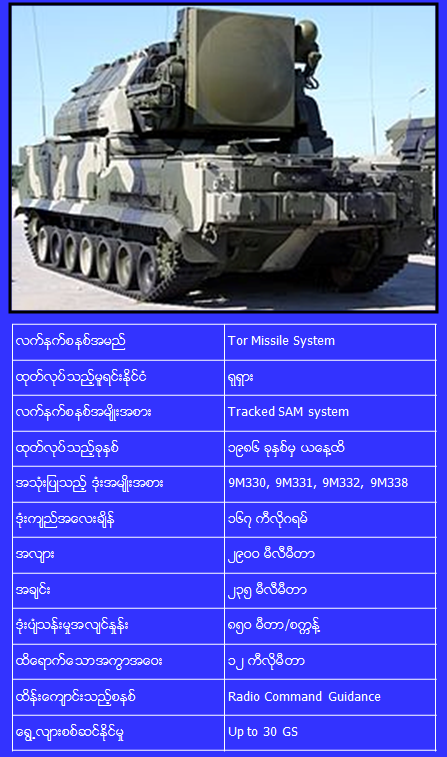 လက်နက်စနစ်အမည် Tor Missile System
ထုတ်လုပ်သည့်မူရင်းနိုင်ငံ ရုရှား
လက်နက်စနစ်အမျိုးအစား Tracked SAM system
ထုတ်လုပ်သည့်ခုနှစ် ၁၉၈၆ ခုနှစ်မှ ယနေ့ထိ
အသုံးပြုသည့် ဒုံးအမျိုးအစား 9M330, 9M331, 9M332, 9M338
ဒုံးကျည်အလေးချိန် ၁၆၇ ကီလိုဂရမ်
အလျား ၂၉၀၀ မီလီမီတာ
အချင်း ၂၃၅ မီလီမီတာ
ဒုံးပျံသန်းမှုအလျင်နှုန်း ၈၅၀ မီတာ/စက္ကန့်
ထိရောက်သောအကွာအဝေး ၁၂ ကီလိုမီတာ
ထိန်းကျောင်းသည့်စနစ် Radio Command Guidance
ရွေ့လျားစစ်ဆင်နိုင်မှု Up to 30 GS